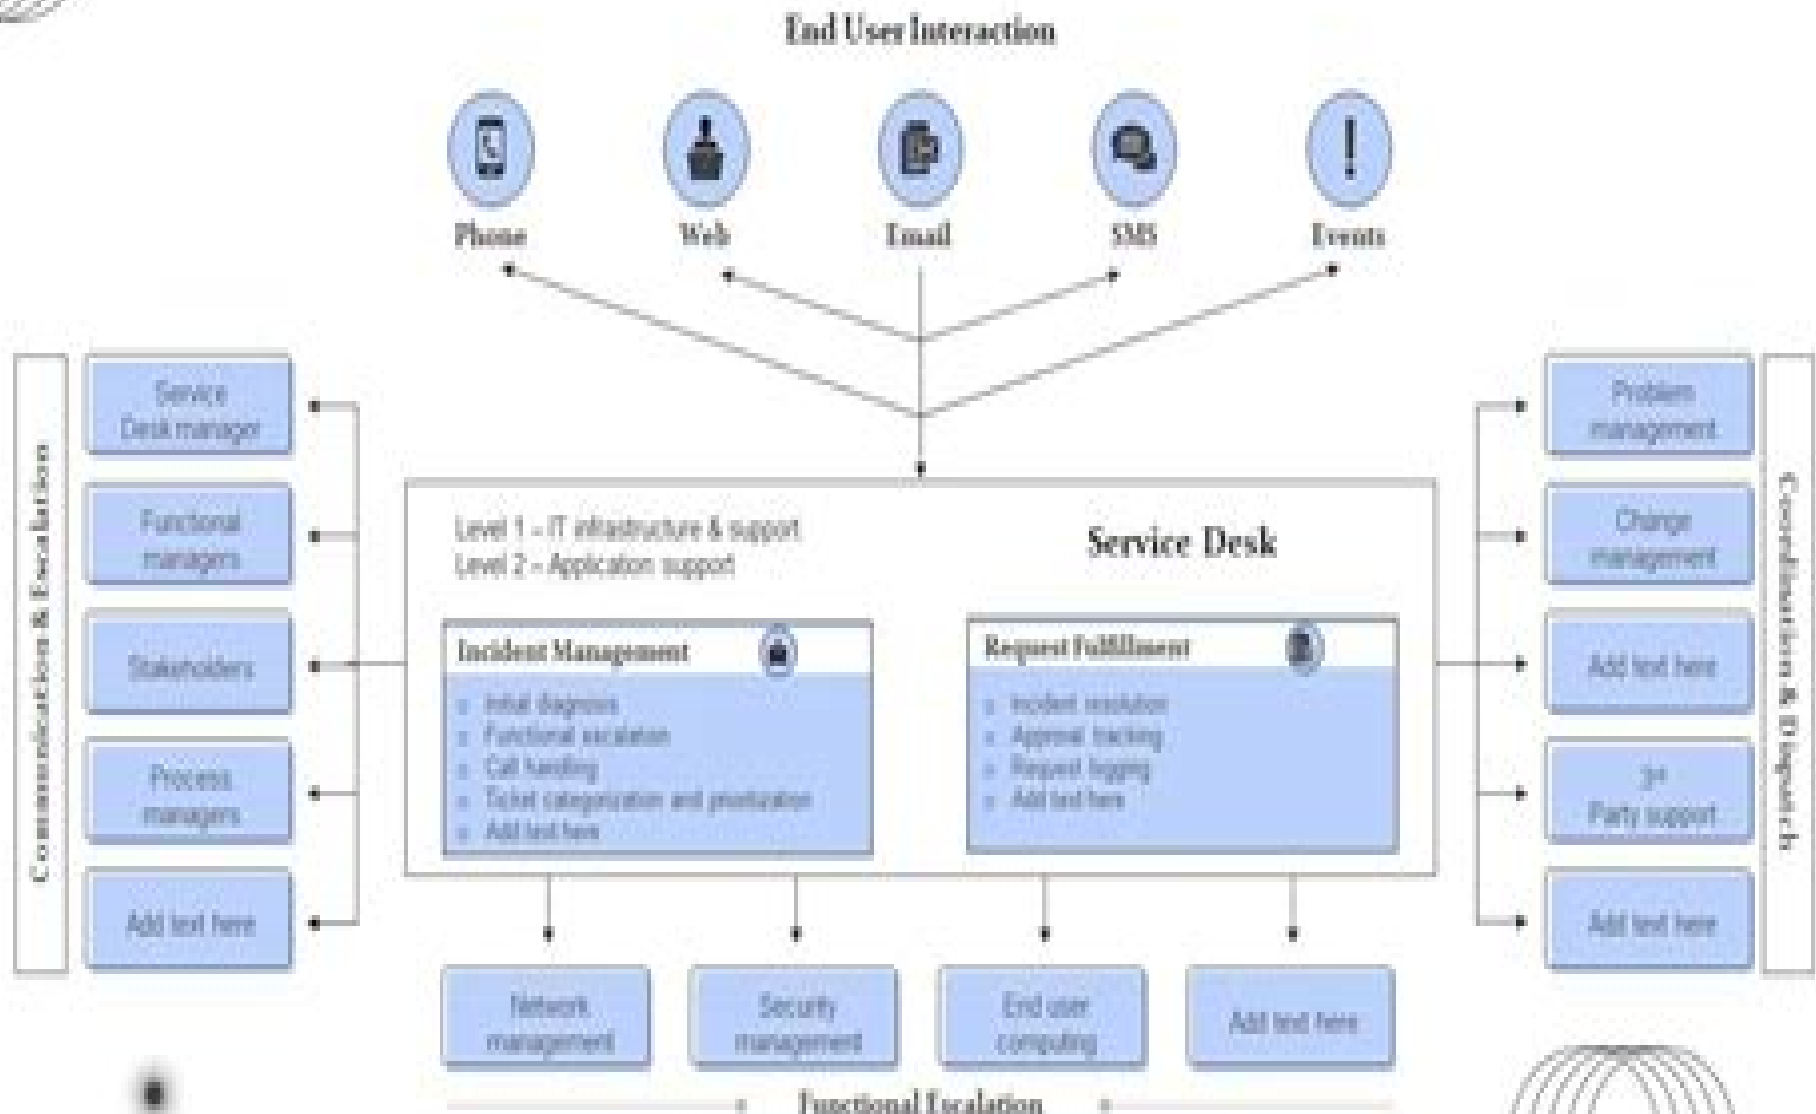 End User Interaction
Phone
Web
Email
SMS
Events
Communication & Escalation
Service
Desk manager
Functional
managers
Stakeholders
Process
managers
Add text here
Level 1 – IT infrastructure & support
Level 2 – Application support
Service Desk
Incident Management
Initial diagnosis
Functional escalation
Call handling
Ticket categorization and prioritization
Add text here
Request Fulfillment
Incident resolution
Approval tracking
Request logging
Add text here
Problem
management
Change
management
Add text here
3rd
Party support
Add text here
Coordination & Dispatch
Network
management
Security
management
End user
computing
Add text here
Functional Escalation